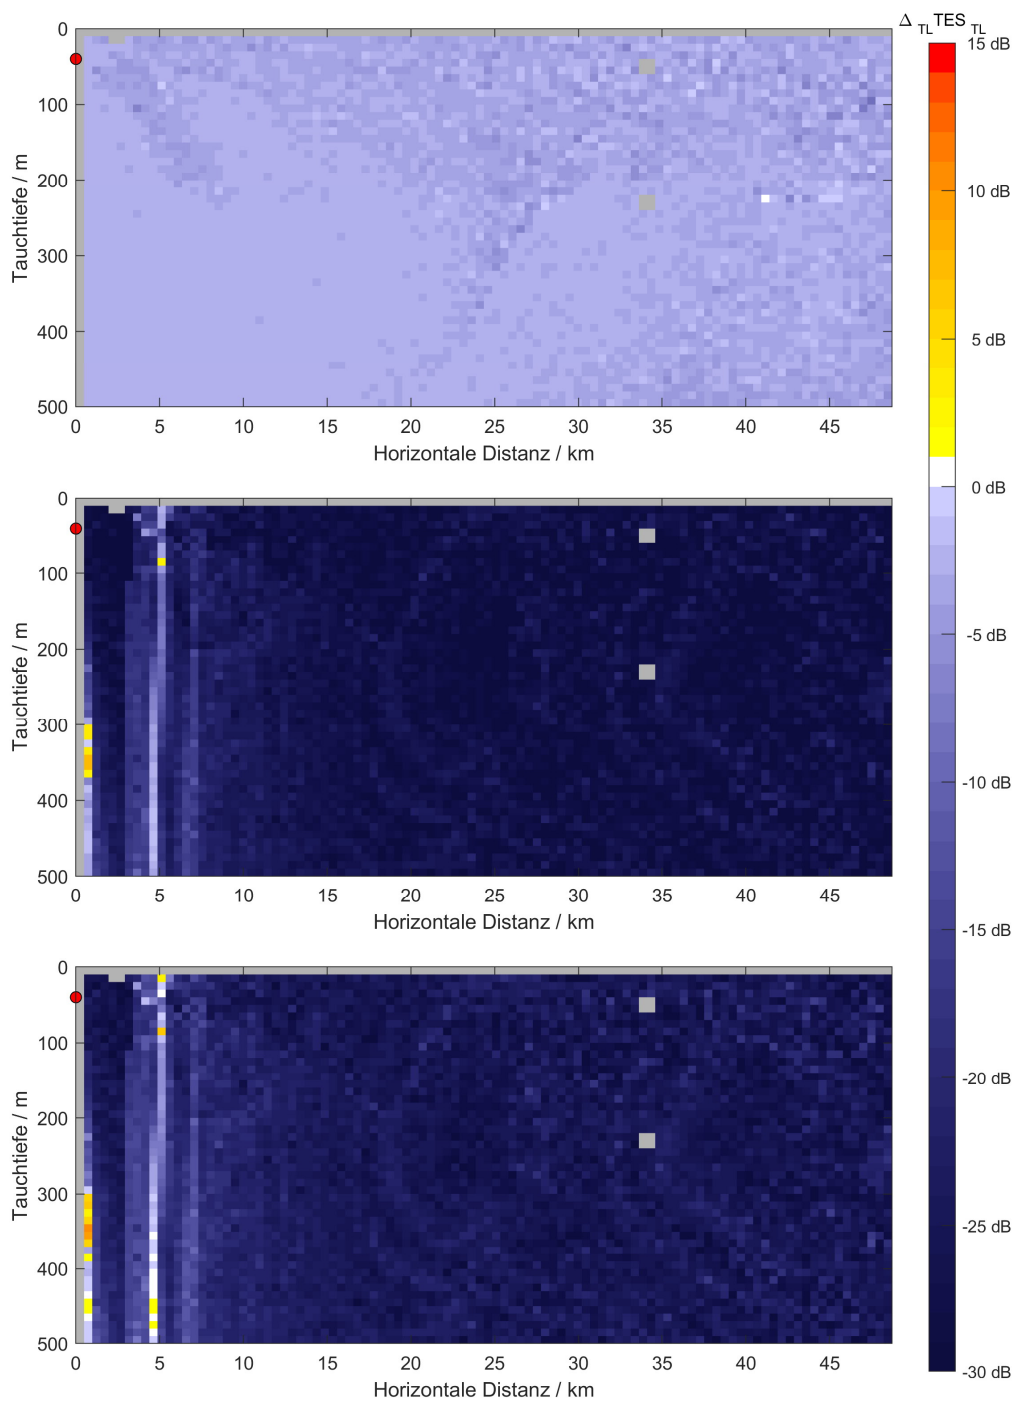 Δ TL TES TL
0
100
200
300
400
500
Tauchtiefe / m
0 5 10 15 20 25 30 35 40 45
Horizontale Distanz / km
0
100
200
300
400
500
Tauchtiefe / m
0 5 10 15 20 25 30 35 40 45
Horizontale Distanz / km
0
100
200
300
400
500
Tauchtiefe / m
0 5 10 15 20 25 30 35 40 45
Horizontale Distanz / km
15 dB
10 dB
5 dB
0 dB
-5 dB
-10 dB
-15 dB
-20 dB
-25 dB
-30 dB